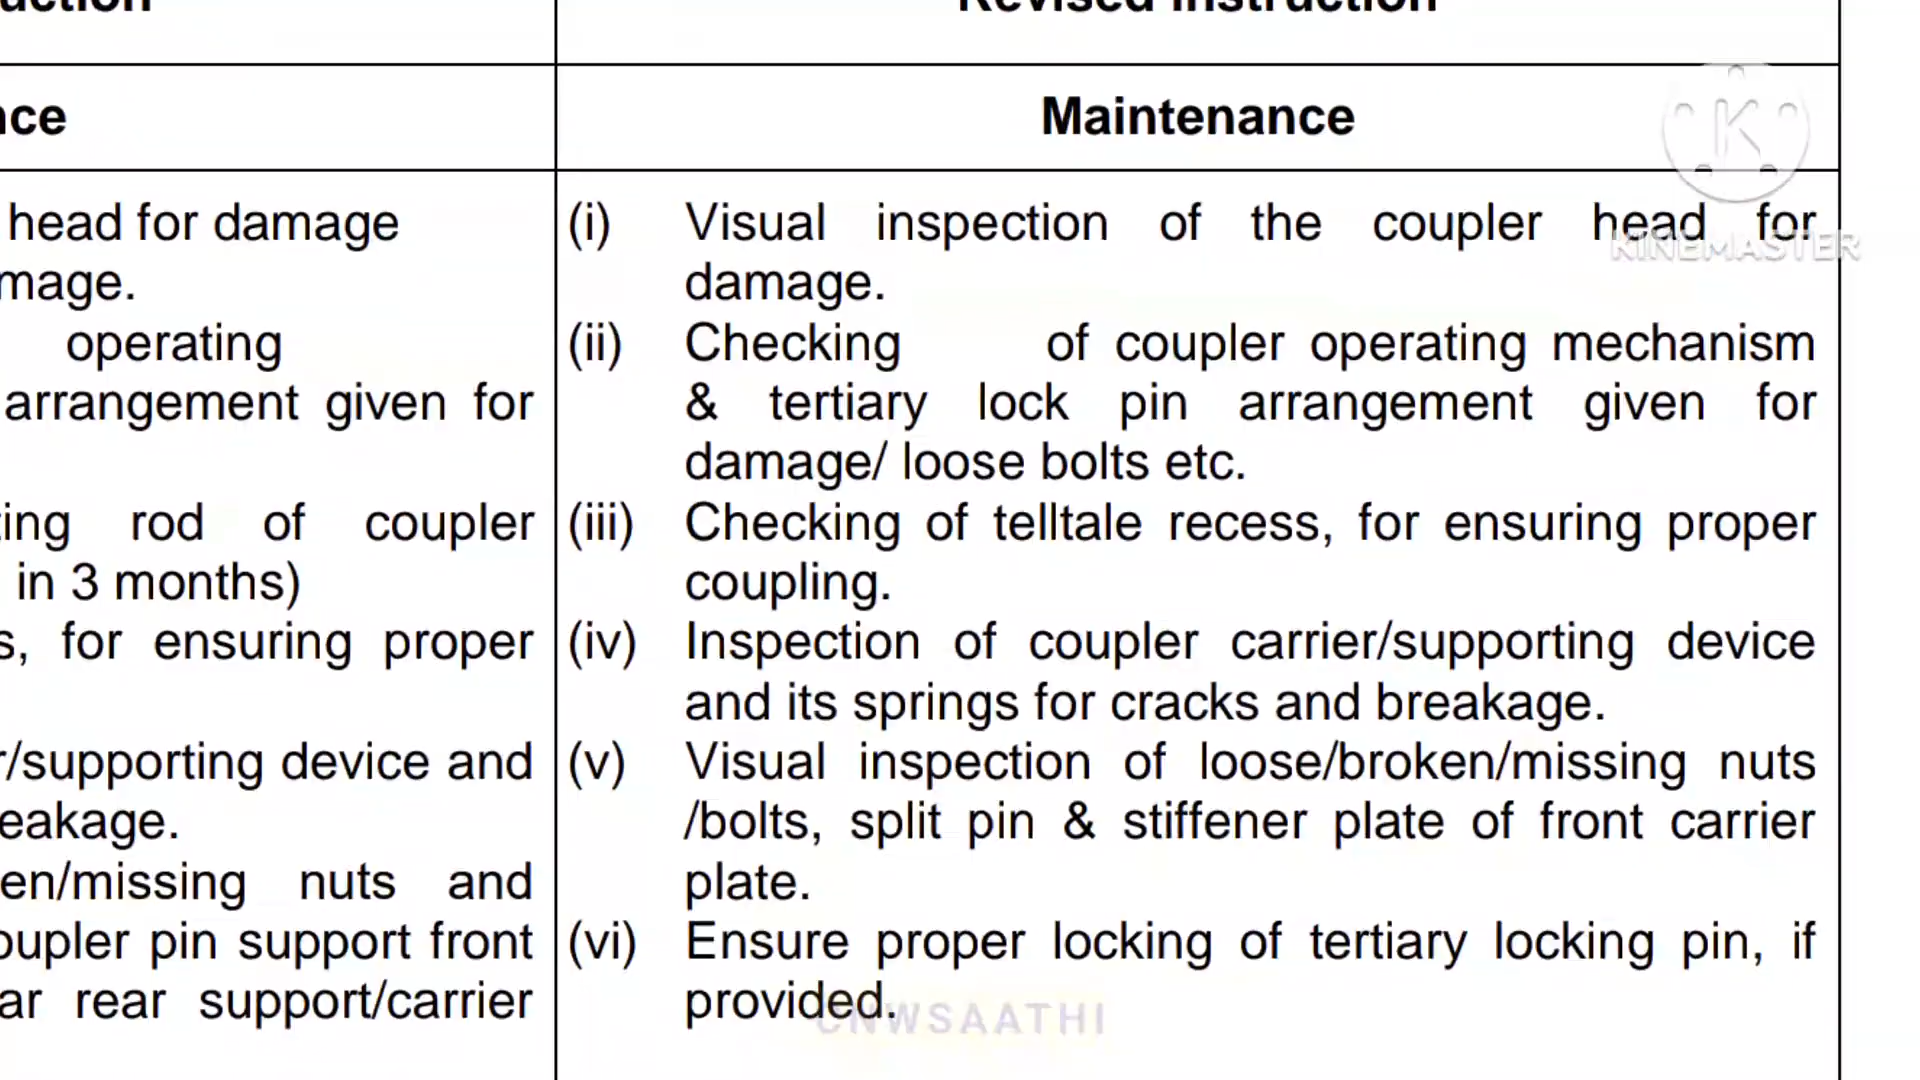 Revised Instruction
nce
Maintenance
head for damage
mage.
operating
arrangement given for
ing rod of coupler
in 3 months)
s, for ensuring proper
r/supporting device and
eakage.
en/missing nuts and
oupler pin support front
ar rear support/carrier
(i) Visual inspection of the coupler head for
damage.
(ii) Checking of coupler operating mechanism
& tertiary lock pin arrangement given for
damage/ loose bolts etc.
(iii) Checking of telltale recess, for ensuring proper
coupling.
(iv) Inspection of coupler carrier/supporting device
and its springs for cracks and breakage.
(v) Visual inspection of loose/broken/missing nuts
/bolts, split pin & stiffener plate of front carrier
plate.
(vi) Ensure proper locking of tertiary locking pin, if
provided.
K
KINEMASTER
CNWSAATHI